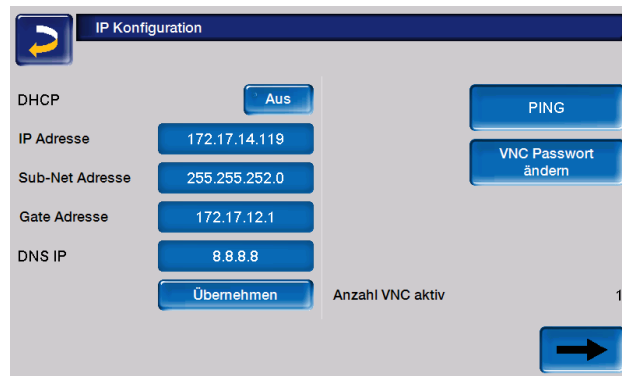 IP Konfiguration
DHCP
Aus
IP Adresse
172.17.14.119
Sub-Net Adresse
255.255.252.0
Gate Adresse
172.17.12.1
DNS IP
8.8.8.8
Übernehmen
PING
VNC Passwort
ändern
Anzahl VNC aktiv
1